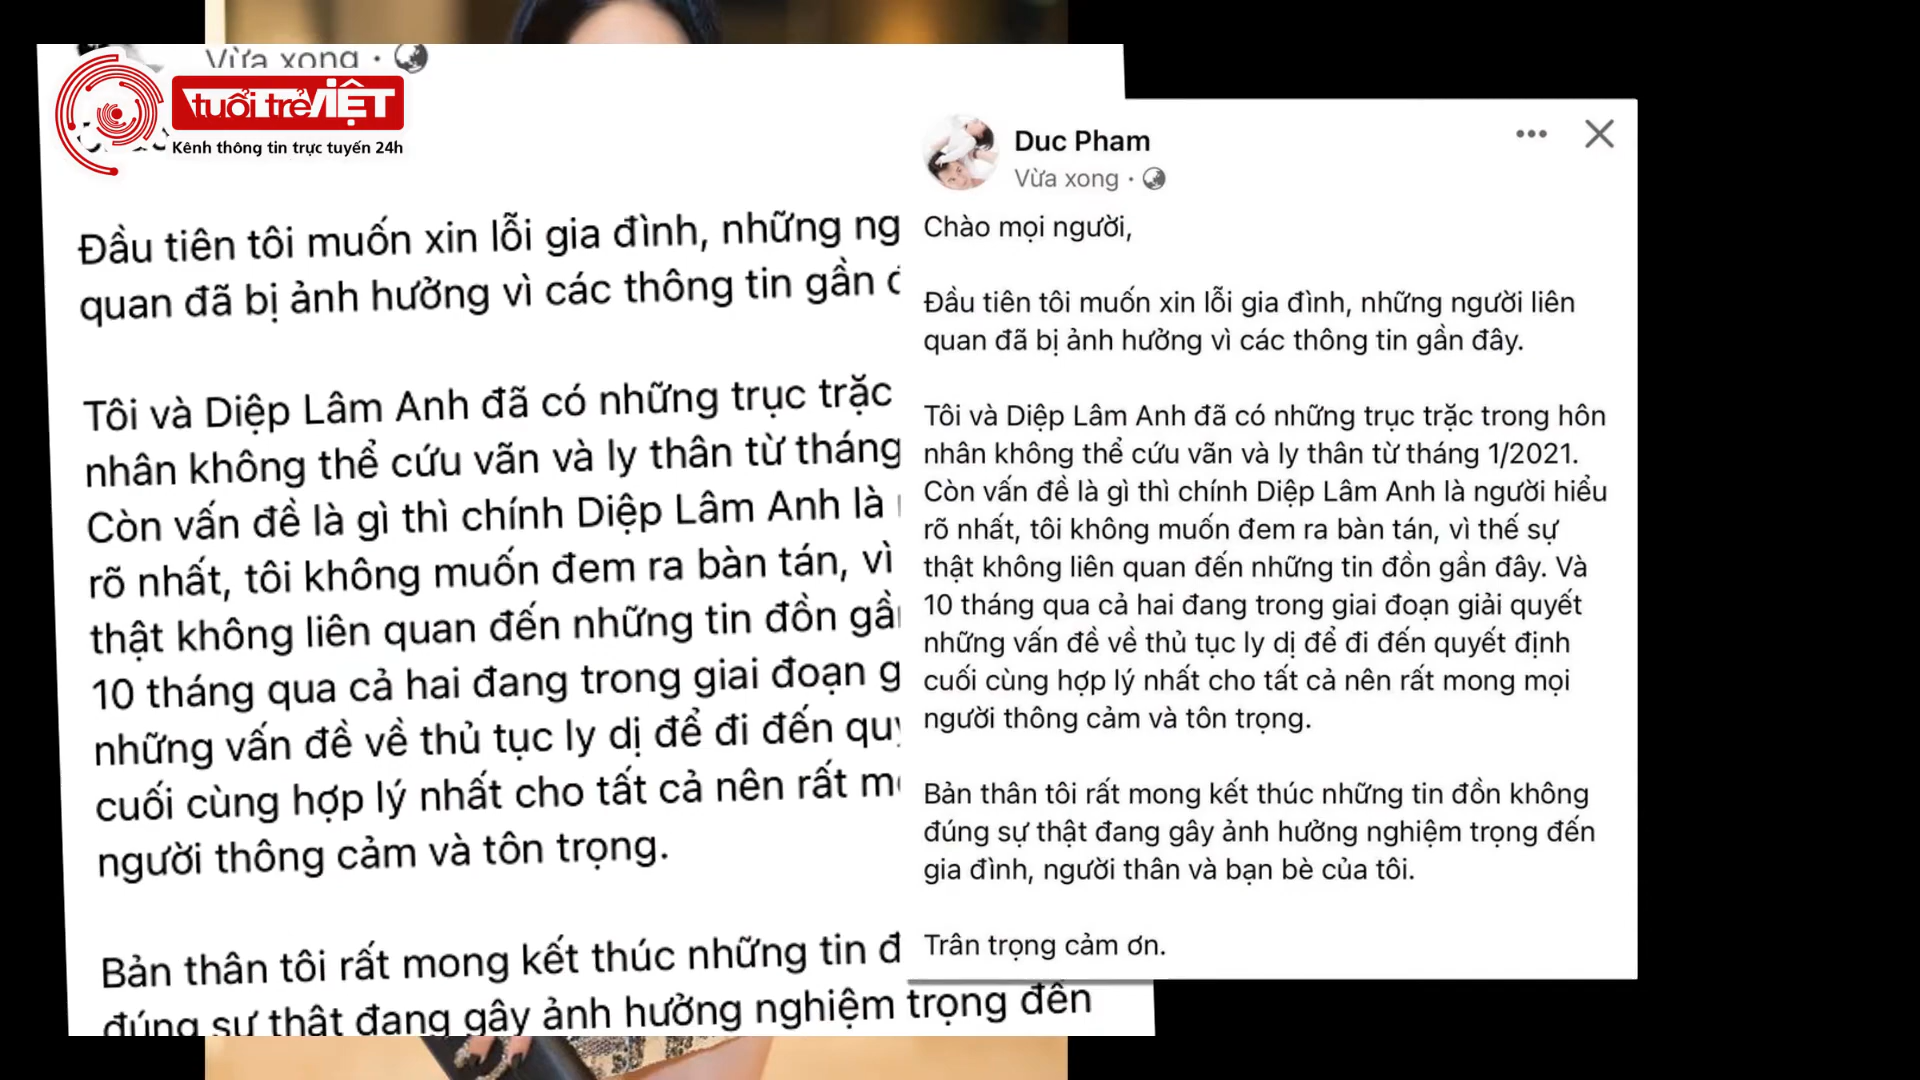 Vừa xong
tuổi trẻ VIỆT
Kênh thông tin trực tuyến 24h
Đầu tiên tôi muốn xin lỗi gia đình, những
quan đã bị ảnh hưởng vì các thông tin gần
Tôi và Diệp Lâm Anh đã có những trục trặc
nhân không thể cứu vãn và ly thân từ tháng
Còn vấn đề là gì thì chính Diệp Lâm Anh là
rõ nhất, tôi không muốn đem ra bàn tán, vì
thật không liên quan đến những tin đồn
10 tháng qua cả hai đang trong giai đoạn
những vấn đề về thủ tục ly dị để đi đến
cuối cùng hợp lý nhất cho tất cả nên rất
người thông cảm và tôn trọng.
Bản thân tôi rất mong kết thúc những tin
đúng sự thật đang gây ảnh hưởng nghiệm trọng đến
Duc Pham
Vừa xong
Chào mọi người,
Đầu tiên tôi muốn xin lỗi gia đình, những người liên
quan đã bị ảnh hưởng vì các thông tin gần đây.
Tôi và Diệp Lâm Anh đã có những trục trặc trong hôn
nhân không thể cứu vãn và ly thân từ tháng 1/2021.
Còn vấn đề là gì thì chính Diệp Lâm Anh là người hiểu
rõ nhất, tôi không muốn đem ra bàn tán, vì thế sự
thật không liên quan đến những tin đồn gần đây. Và
10 tháng qua cả hai đang trong giai đoạn giải quyết
những vấn đề về thủ tục ly dị để đi đến quyết định
cuối cùng hợp lý nhất cho tất cả nên rất mong mọi
người thông cảm và tôn trọng.
Bản thân tôi rất mong kết thúc những tin đồn không
đúng sự thật đang gây ảnh hưởng nghiệm trọng đến
gia đình, người thân và bạn bè của tôi.
Trân trọng cảm ơn.